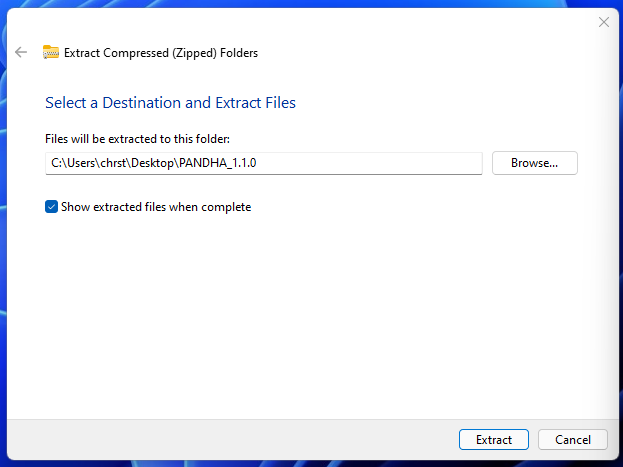 Extract Compressed (Zipped) Folders
Select a Destination and Extract Files
Files will be extracted to this folder:
C:\Users\chrst\Desktop\PANDHA_1.1.0
Browse...
Show extracted files when complete
Extract
Cancel